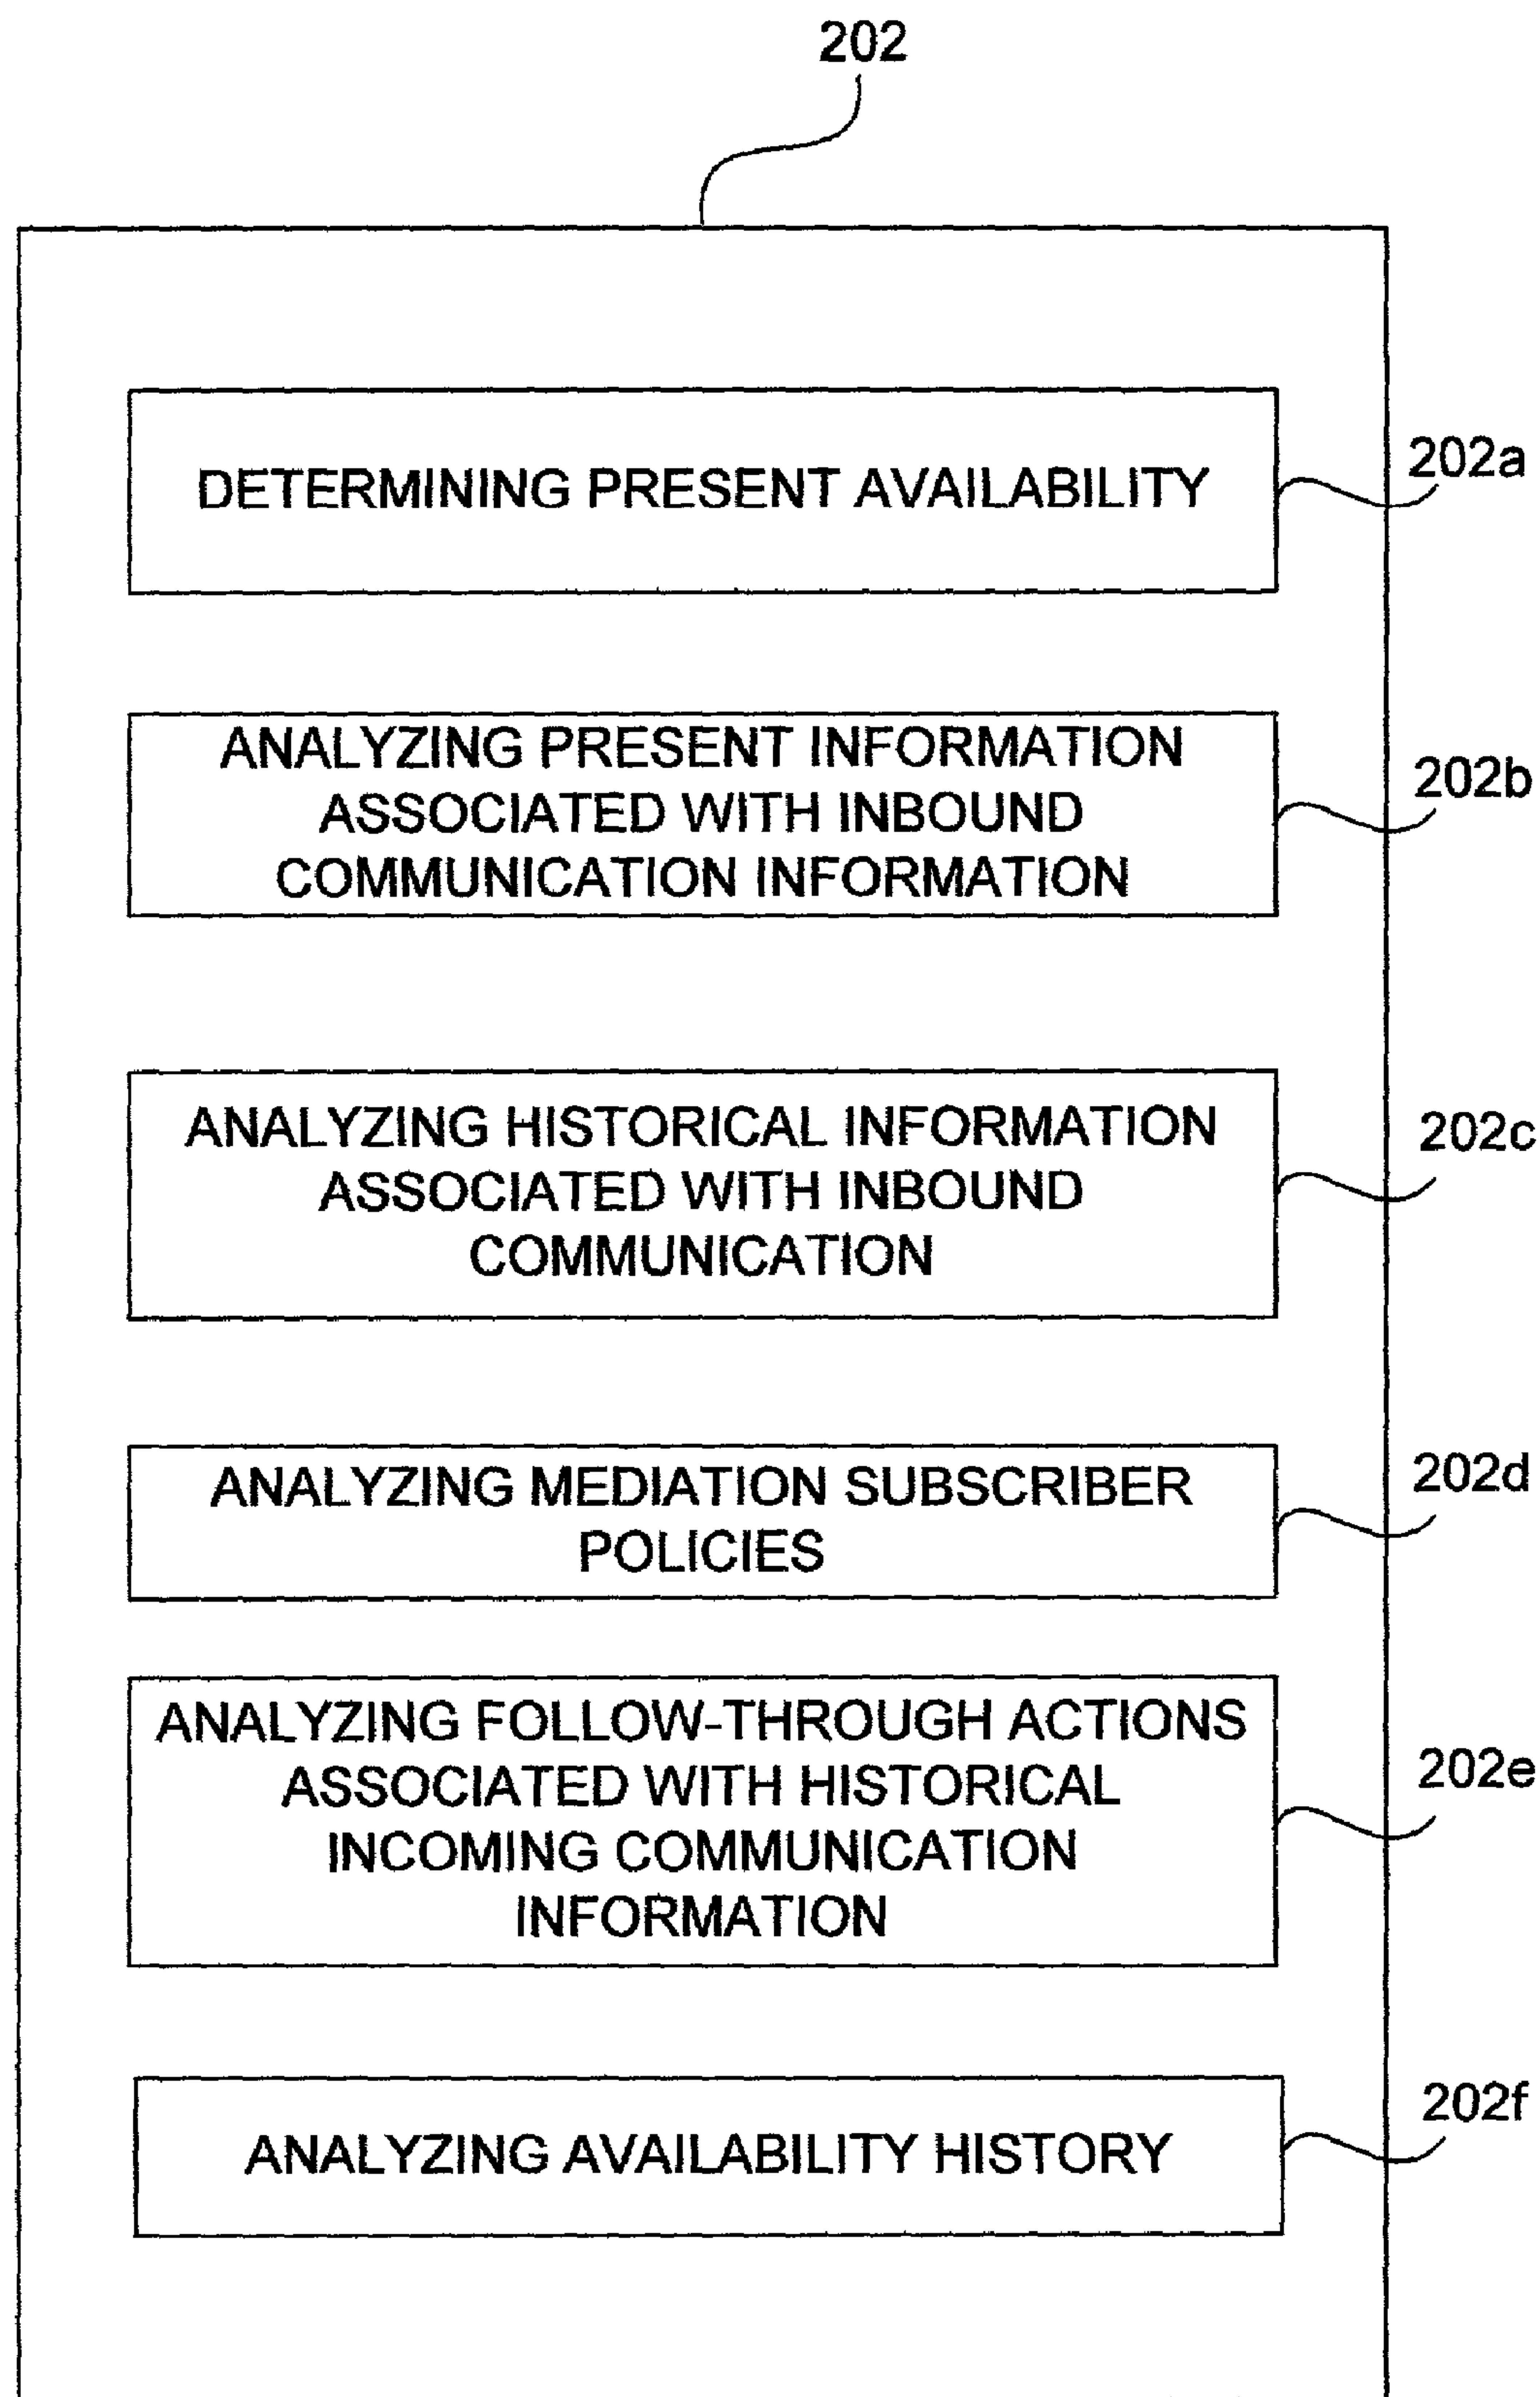 202
DETERMINING PRESENT AVAILABILITY
202a
ANALYZING PRESENT INFORMATION
ASSOCIATED WITH INBOUND
COMMUNICATION INFORMATION
202b
ANALYZING HISTORICAL INFORMATION
ASSOCIATED WITH INBOUND
COMMUNICATION
202c
ANALYZING MEDIATION SUBSCRIBER
POLICIES
202d
ANALYZING FOLLOW-THROUGH ACTIONS
ASSOCIATED WITH HISTORICAL
INCOMING COMMUNICATION
INFORMATION
202e
ANALYZING AVAILABILITY HISTORY
202f